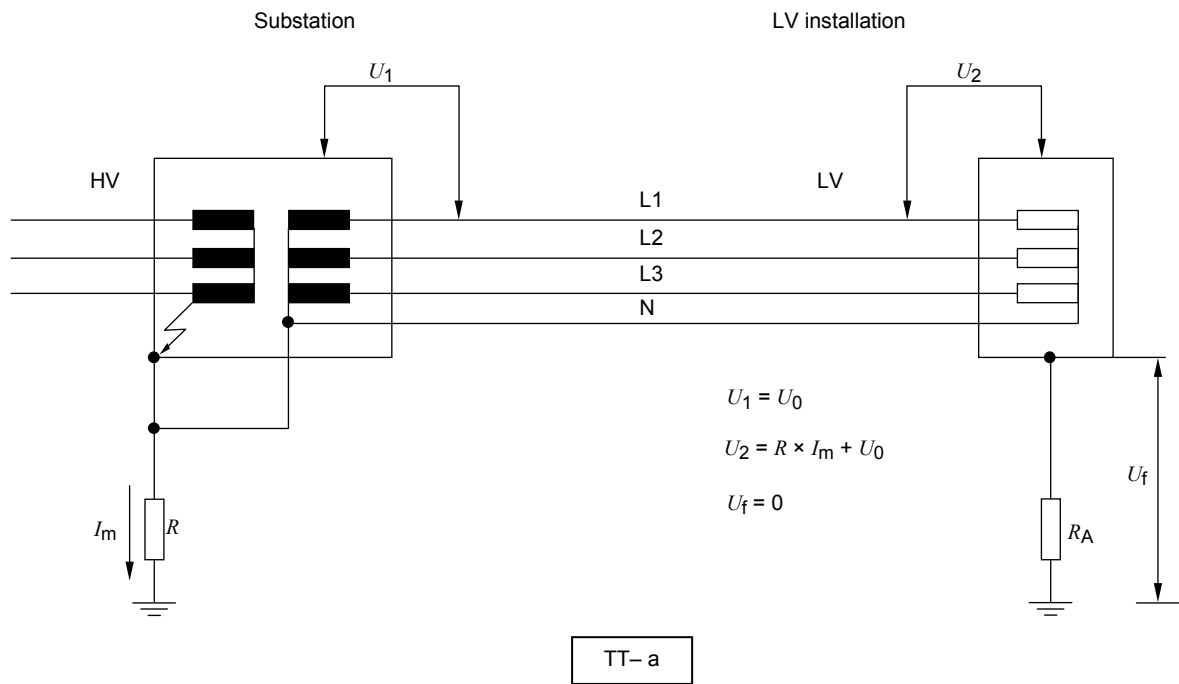 Substation
LV installation
U1
U2
HV
LV
L1
L2
L3
N
U1 = U0
U2 = R × Im + U0
Uf = 0
Uf
Im
R
RA
TT– a